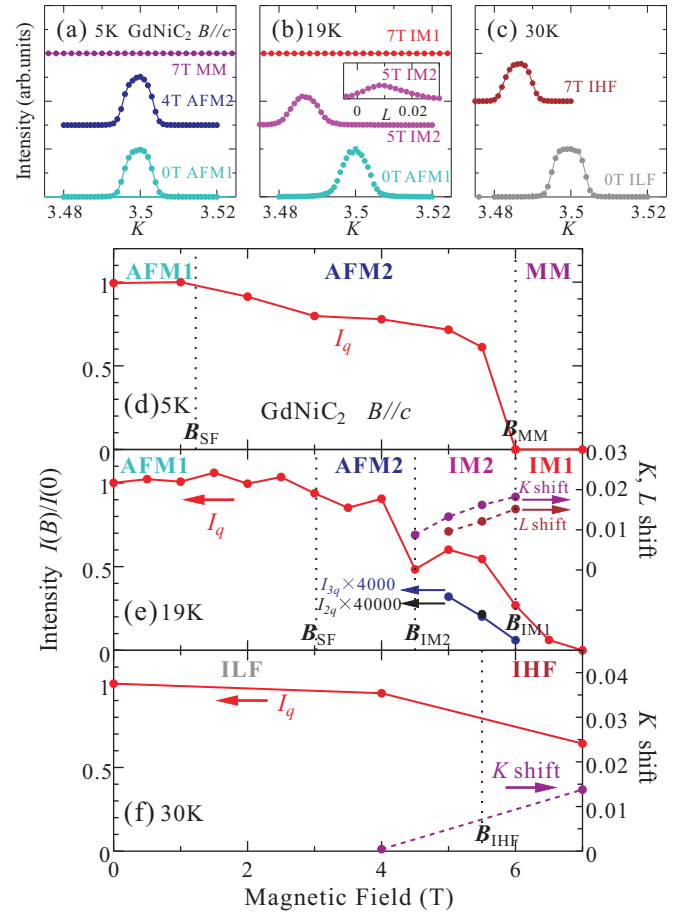 (a) 5K GdNiC2 B//c
7T MM
4T AFM2
0T AFM1
(b) 19K
7T IM1
5T IM2
0 0.02
L
5T IM2
0T AFM1
(c) 30K
7T IHF
0T ILF
Intensity (arb.units)
3.48 3.5 3.52
K
3.48 3.5 3.52
K
3.48 3.5 3.52
K
AFM1 AFM2 MM
1
0.5
0
Iq
(d) 5K GdNiC2 B//c
BSF BMM
AFM1 AFM2 IM2 IM1
1
0.5
0
0.03
0.02
0.01
0
Iq
K shift
L shift
I3q×4000
I2q×40000
(e) 19K
BSF BIM2 BIM1
Intensity I(B)/I(0)
K, L shift
ILF IHF
1
0.5
0
0.04
0.03
0.02
0.01
0
Iq
K shift
(f) 30K
BIHF
K shift
0 2 4 6
Magnetic Field (T)